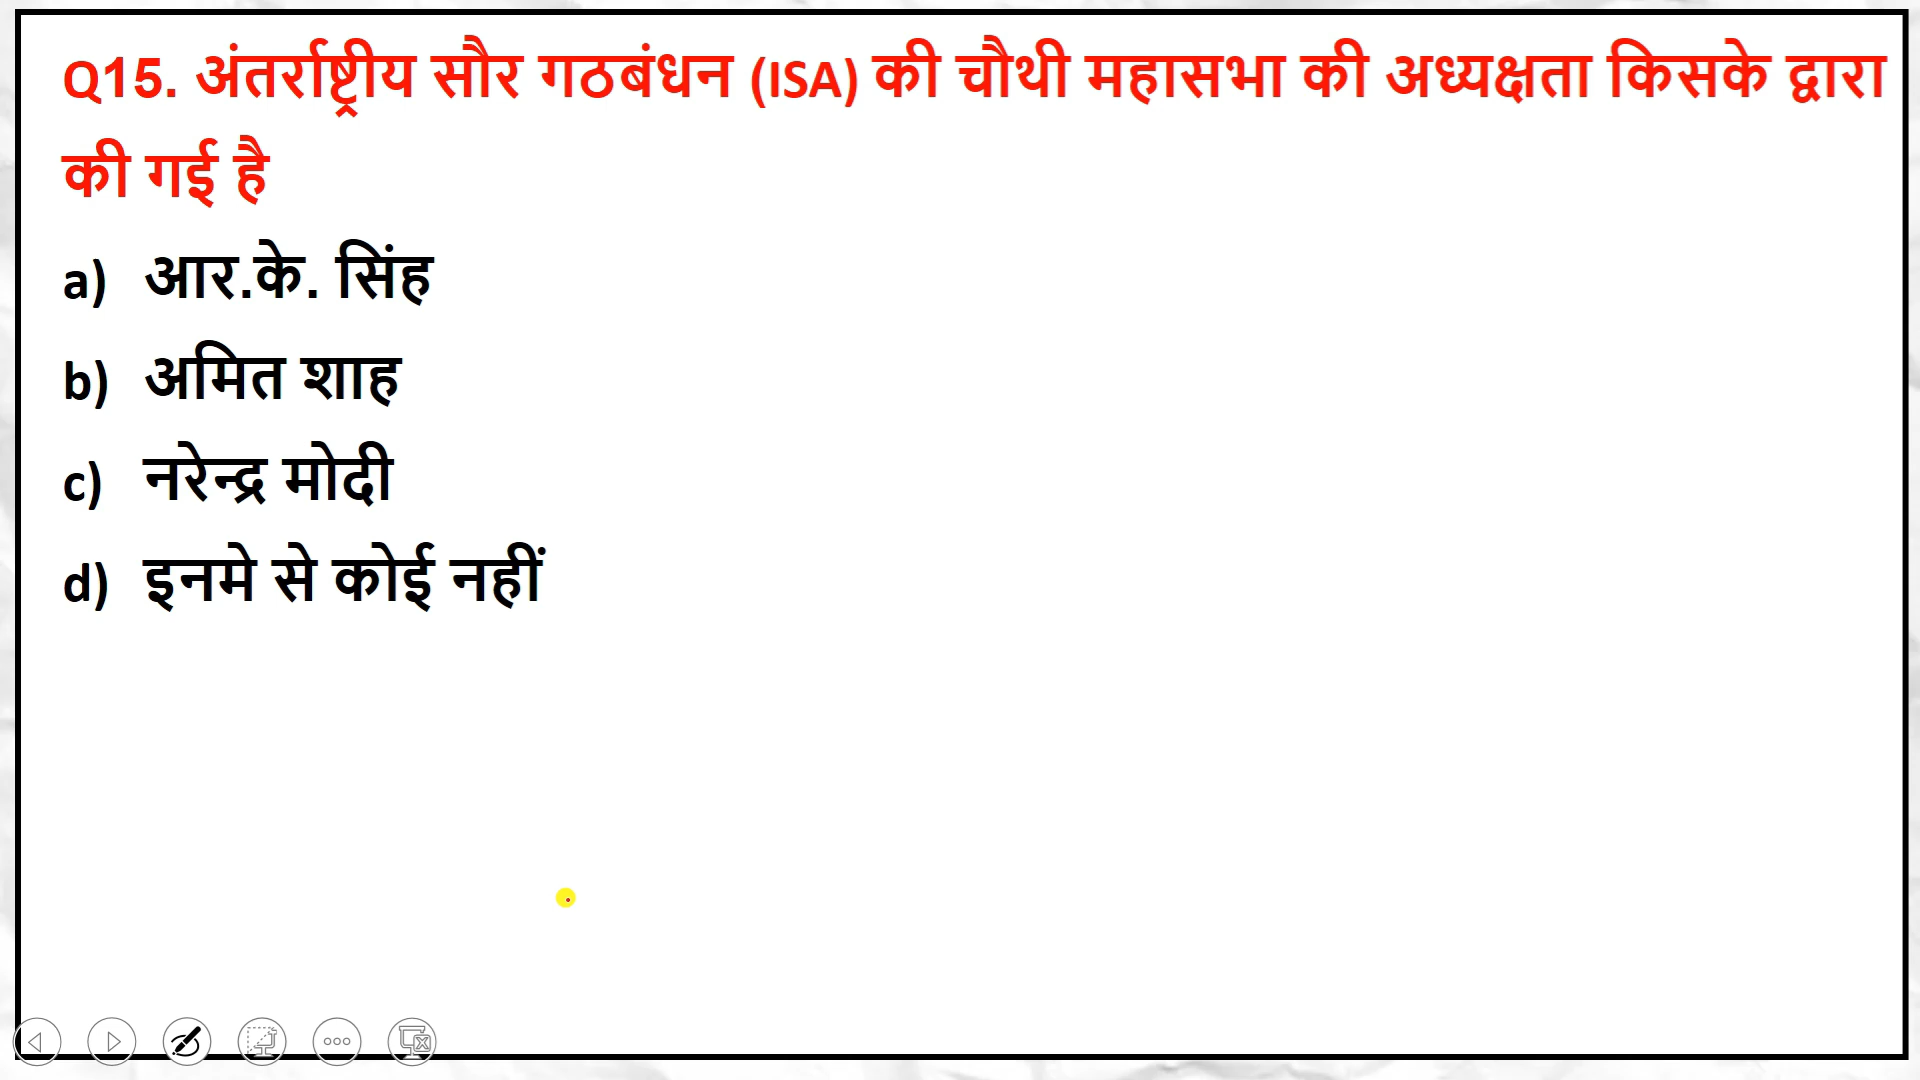 Q15. अंतर्राष्ट्रीय सौर गठबंधन (ISA) की चौथी महासभा की अध्यक्षता किसके द्वारा
की गई है
a) आर.के. सिंह
b) अमित शाह
c) नरेन्द्र मोदी
d) इनमे से कोई नहीं